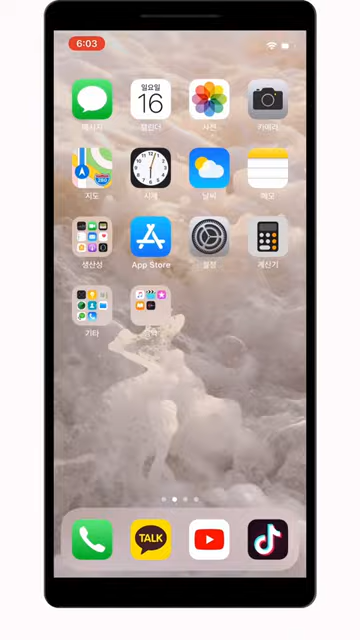 6:03
일요일
16
메시지
캘린더
사진
카메라
지도
시계
날씨
메모
280
생산성
App Store
설정
계산기
기타
TALK